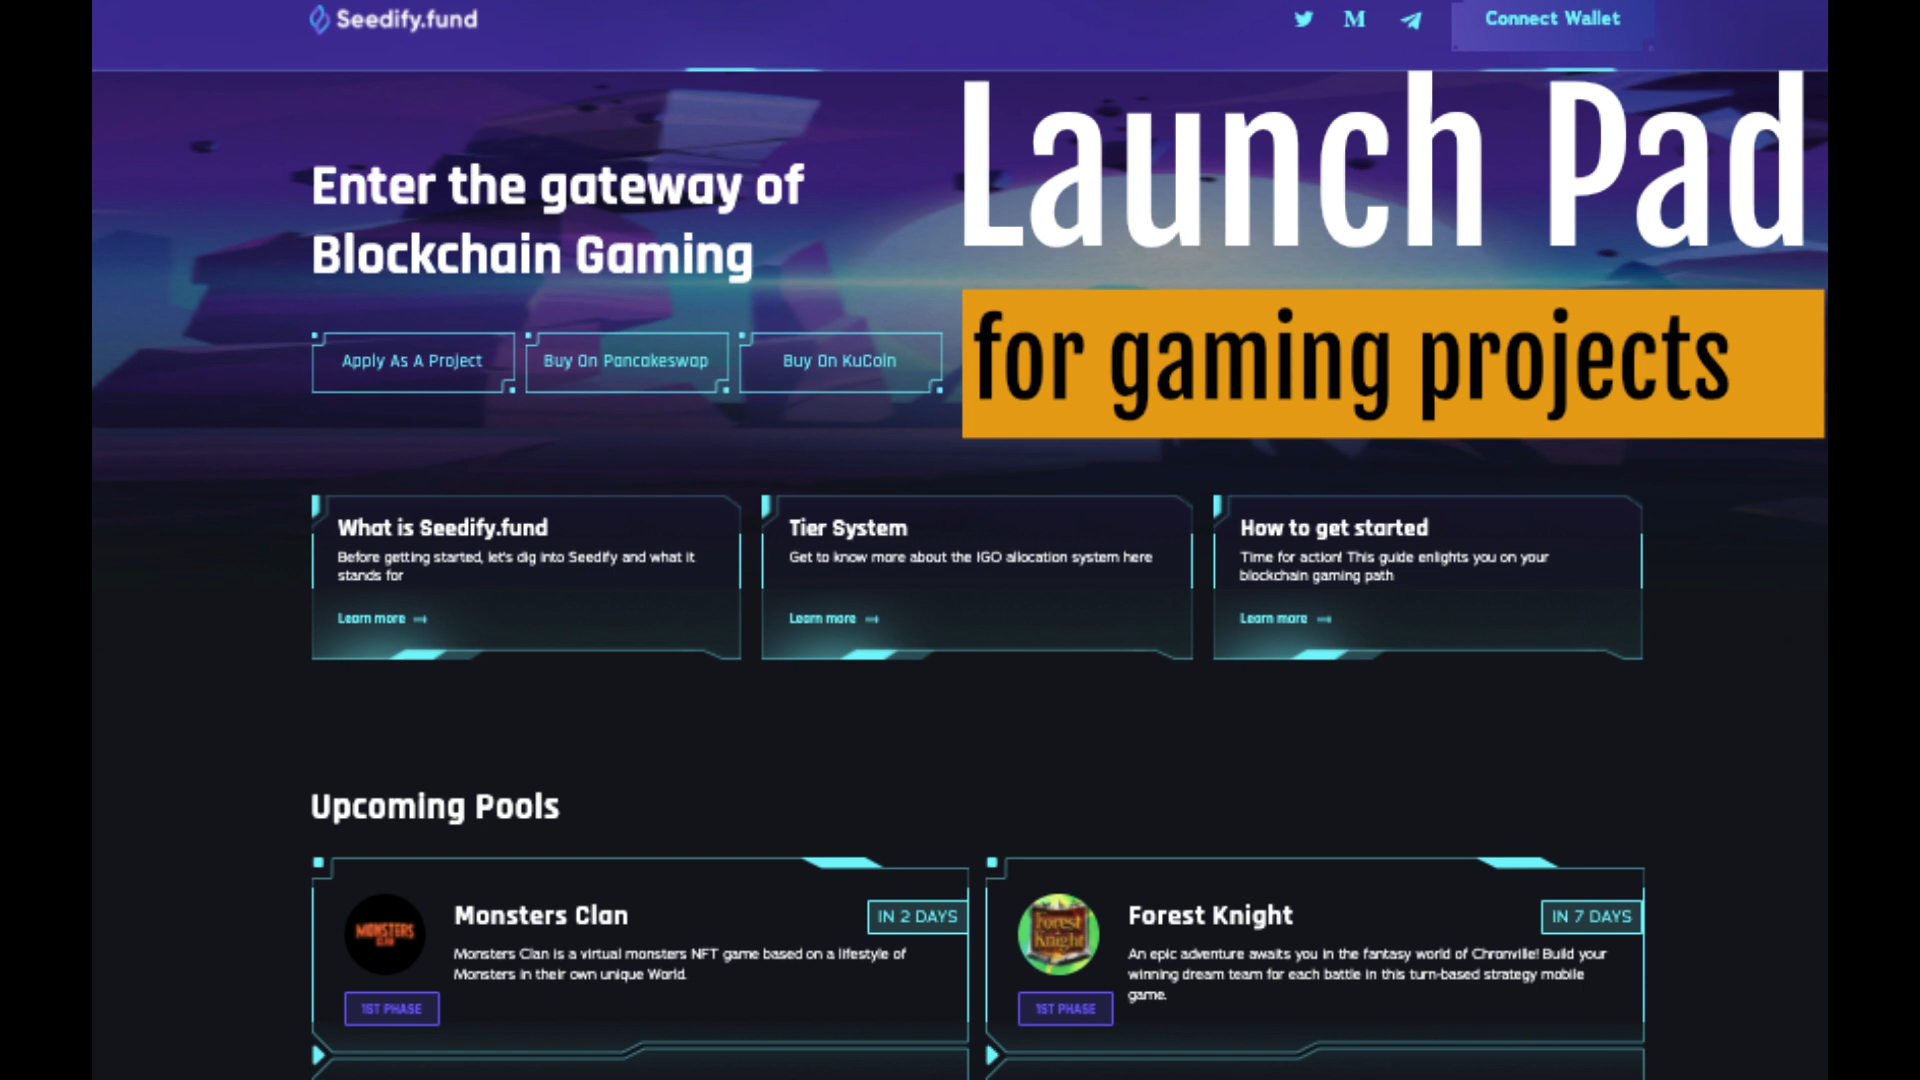 Seedify.fund
Connect Wallet
Launch Pad
for gaming projects
Enter the gateway of
Blockchain Gaming
Apply As A Project
Buy On Pancakeswap
Buy On KuCoin
What is Seedify.fund
Before getting started, let's dig into Seedify and what it
stands for
Learn more
Tier System
Get to know more about the IGO allocation system here
Learn more
How to get started
Time for action! This guide enlights you on your
blockchain gaming path
Learn more
Upcoming Pools
MONSTERS
CLAN
Monsters Clan
IN 2 DAYS
Monsters Clan is a virtual monsters NFT game based on a lifestyle of
Monsters in their own unique World.
1ST PHASE
Forest
Knight
Forest Knight
IN 7 DAYS
An epic adventure awaits you in the fantasy world of Chronville! Build your
winning dream team for each battle in this turn-based strategy mobile
game.
1ST PHASE